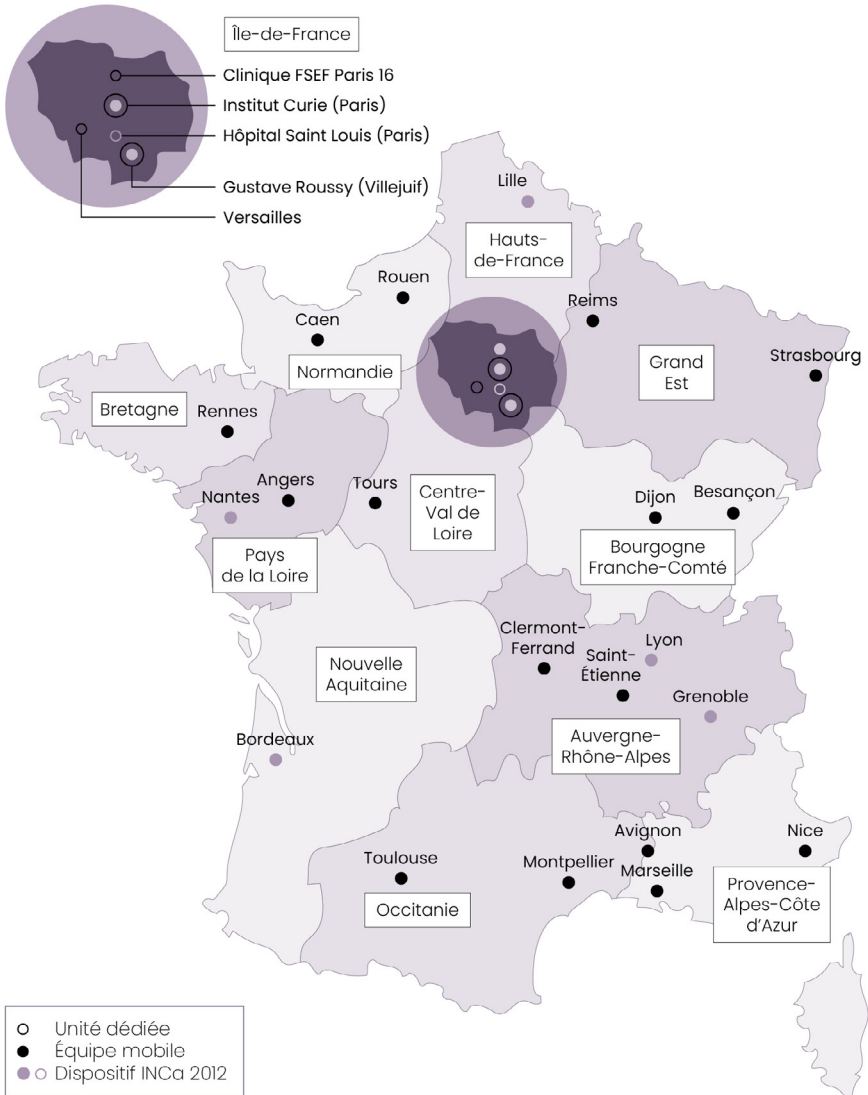 Île-de-France
Clinique FSEF Paris 16
Institut Curie (Paris)
Hôpital Saint Louis (Paris)
Gustave Roussy (Villejuif)
Versailles
Lille
Hauts-
de-France
Rouen
Caen
Normandie
Reims
Grand
Est
Strasbourg
Bretagne
Rennes
Angers
Nantes
Pays
de la Loire
Tours
Centre-
Val de
Loire
Dijon
Besançon
Bourgogne
Franche-Comté
Nouvelle
Aquitaine
Bordeaux
Clermont-
Ferrand
Saint-
Étienne
Lyon
Grenoble
Auvergne-
Rhône-Alpes
Toulouse
Occitanie
Montpellier
Avignon
Marseille
Nice
Provence-
Alpes-Côte
d’Azur
Unité dédiée
Équipe mobile
Dispositif INCa 2012